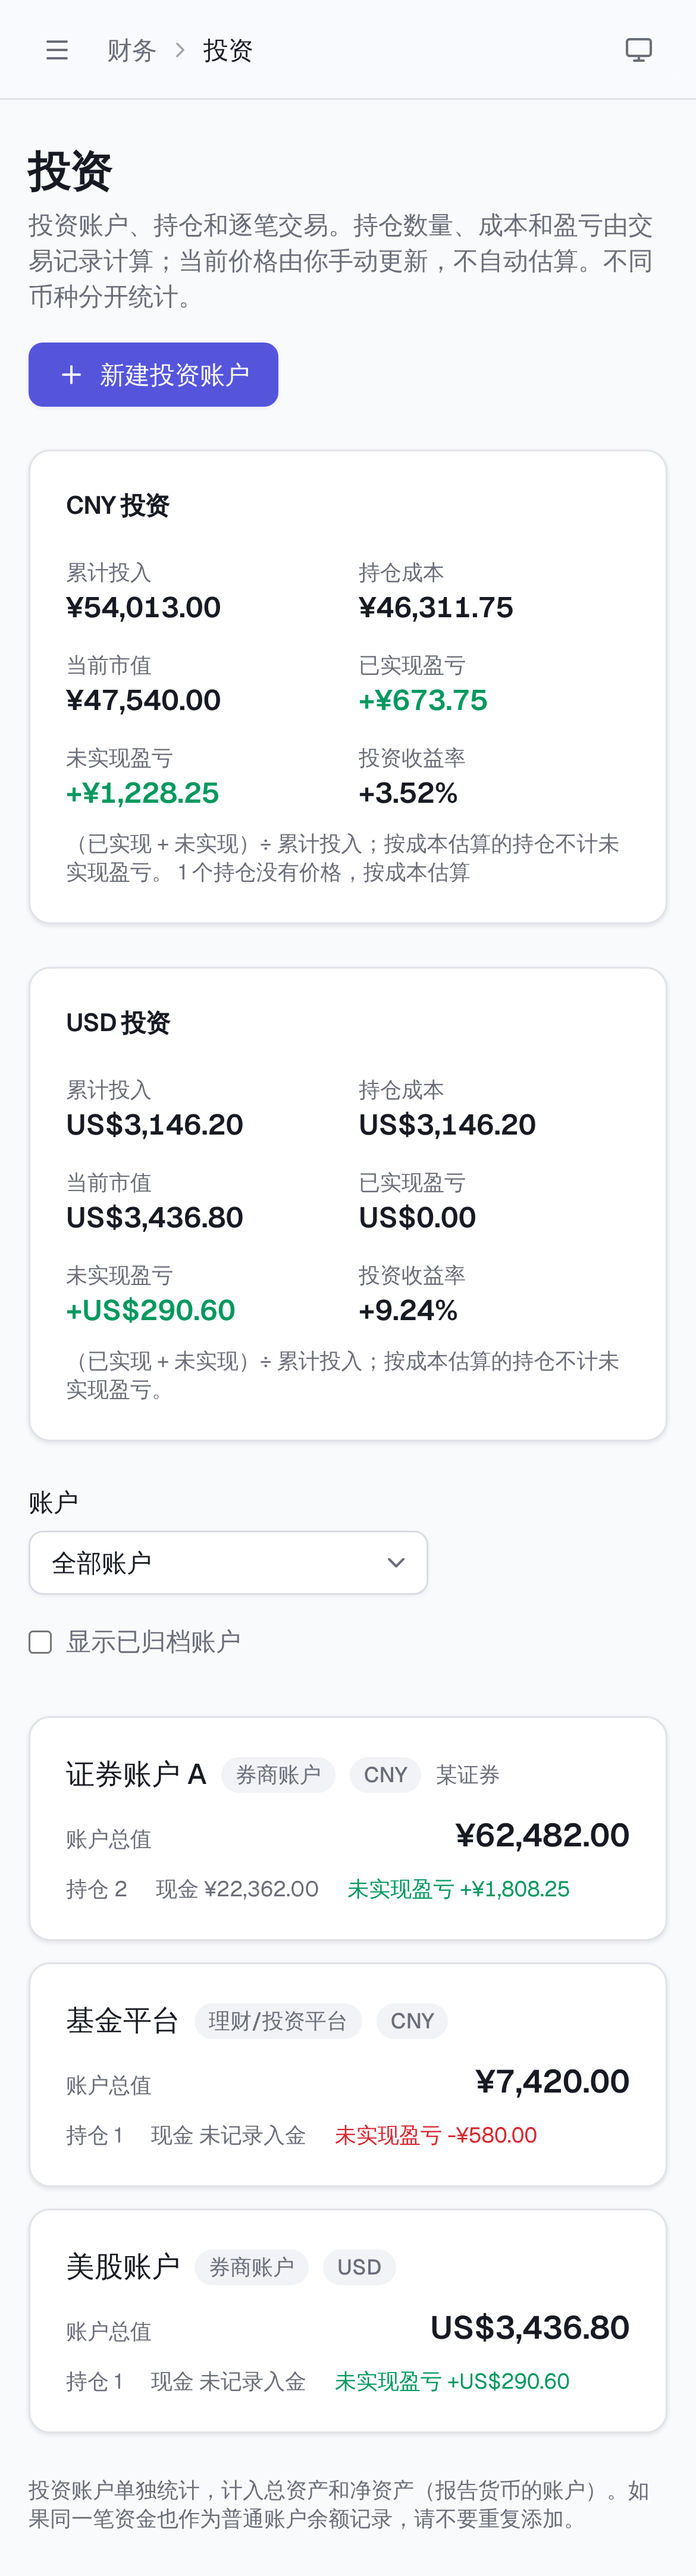 财务 > 投资
投资
投资账户、持仓和逐笔交易。持仓数量、成本和盈亏由交
易记录计算；当前价格由你手动更新，不自动估算。不同
币种分开统计。
+ 新建投资账户
CNY 投资
累计投入 持仓成本
¥54,013.00 ¥46,311.75
当前市值 已实现盈亏
¥47,540.00 +¥673.75
未实现盈亏 投资收益率
+¥1,228.25 +3.52%
（已实现 + 未实现）÷ 累计投入；按成本估算的持仓不计未
实现盈亏。 1 个持仓没有价格，按成本估算
USD 投资
累计投入 持仓成本
US$3,146.20 US$3,146.20
当前市值 已实现盈亏
US$3,436.80 US$0.00
未实现盈亏 投资收益率
+US$290.60 +9.24%
（已实现 + 未实现）÷ 累计投入；按成本估算的持仓不计未
实现盈亏。
账户
全部账户
显示已归档账户
证券账户 A 券商账户 CNY 某证券
账户总值 ¥62,482.00
持仓 2 现金 ¥22,362.00 未实现盈亏 +¥1,808.25
基金平台 理财/投资平台 CNY
账户总值 ¥7,420.00
持仓 1 现金 未记录入金 未实现盈亏 -¥580.00
美股账户 券商账户 USD
账户总值 US$3,436.80
持仓 1 现金 未记录入金 未实现盈亏 +US$290.60
投资账户单独统计，计入总资产和净资产（报告货币的账户）。如
果同一笔资金也作为普通账户余额记录，请不要重复添加。